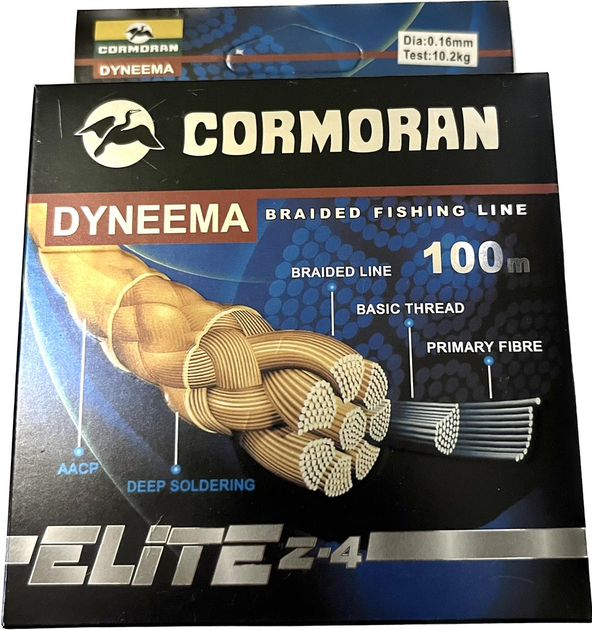 CORMORAN
DYNEEMA
Dia:0.16mm
Test:10.2kg
CORMORAN
DYNEEMA BRAIDED FISHING LINE
100m
BRAIDED LINE
BASIC THREAD
PRIMARY FIBRE
AACP
DEEP SOLDERING
ELiTE Z-4